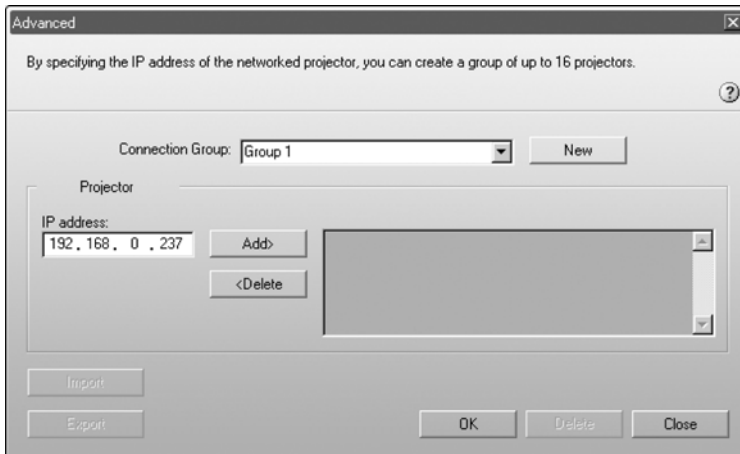 Advanced
By specifying the IP address of the networked projector, you can create a group of up to 16 projectors.
?
Connection Group: Group 1 New
Projector
IP address:
192.168. 0 .237 Add>
<Delete
Import
Export OK Delete Close